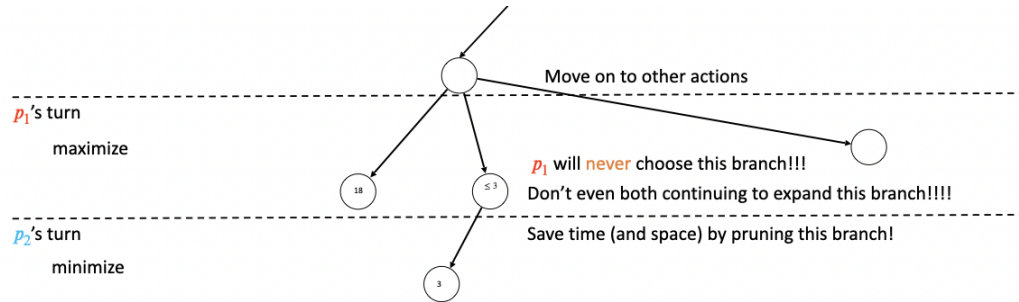 Move on to other actions
p₁'s turn
maximize
p₁ will never choose this branch!!!
18
≤ 3
Don't even both continuing to expand this branch!!!!
p₂'s turn
Save time (and space) by pruning this branch!
minimize
3